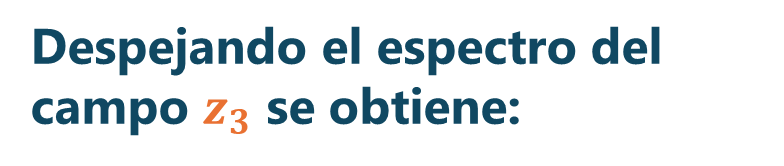 Despejando el espectro del
campo z₃ se obtiene: